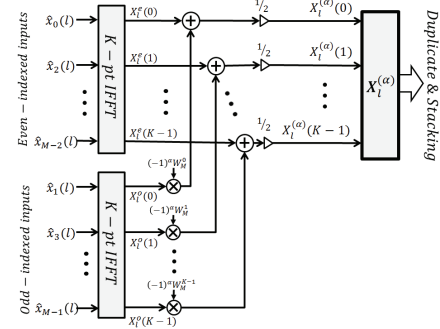 Even−indexed inputs
x̂₀(l)
x̂₂(l)
x̂_{M−2}(l)
K−pt IFFT
X_l^e(0)
X_l^e(1)
X_l^e(K−1)
1/2
1/2
1/2
X_l^{(α)}(0)
X_l^{(α)}(1)
X_l^{(α)}(K−1)
X_l^{(α)}
Duplicate & Stacking
Odd−indexed inputs
x̂₁(l)
x̂₃(l)
x̂_{M−1}(l)
K−pt IFFT
(−1)^α W_M^0
X_l^o(0)
(−1)^α W_M^1
X_l^o(1)
(−1)^α W_M^{K−1}
X_l^o(K−1)